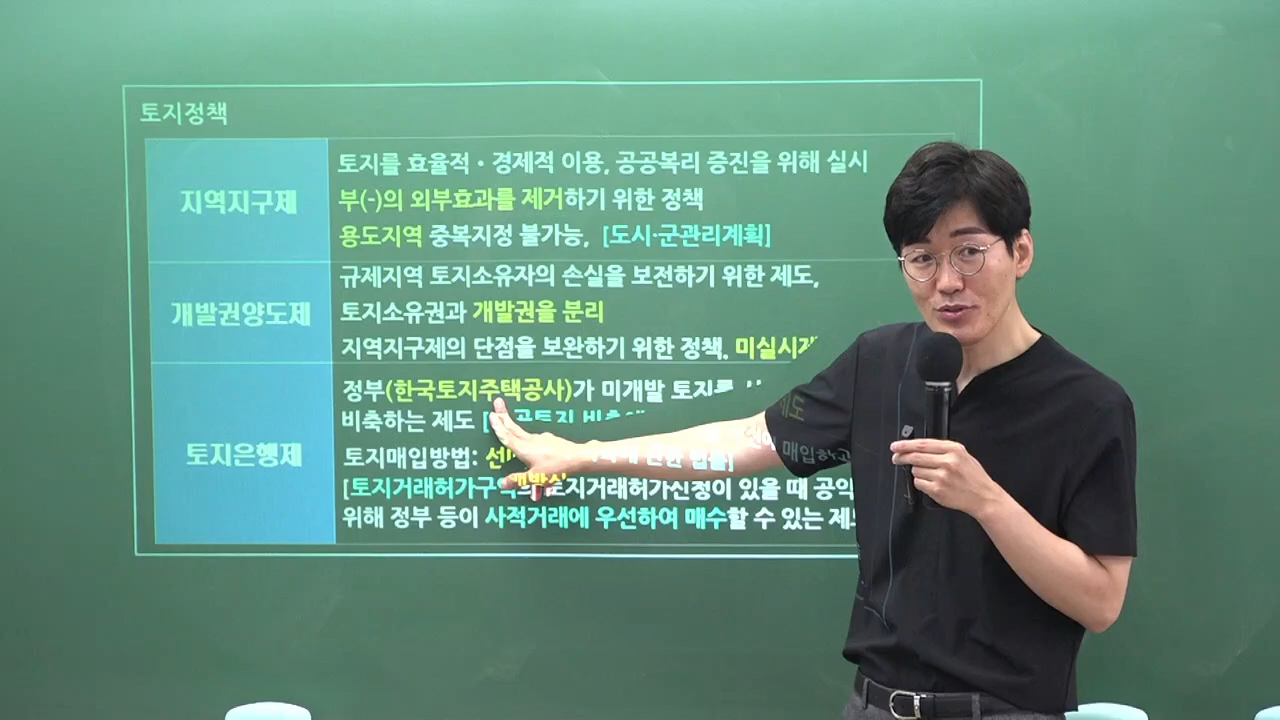 토지정책
지역지구제
토지를 효율적・경제적 이용, 공공복리 증진을 위해 실시
부(-)의 외부효과를 제거하기 위한 정책
용도지역 중복지정 불가능, [도시·군관리계획]
개발권양도제
규제지역 토지소유자의 손실을 보전하기 위한 제도,
토지소유권과 개발권을 분리
지역지구제의 단점을 보완하기 위한 정책. 미실시
토지은행제
정부(한국토지주택공사)가 미개발 토지를
비축하는 제도
토지매입방법:
[토지거래허가구역 토지거래허가신청이 있을 때
위해 정부 등이 사적거래에 우선하여 매수할 수 있는